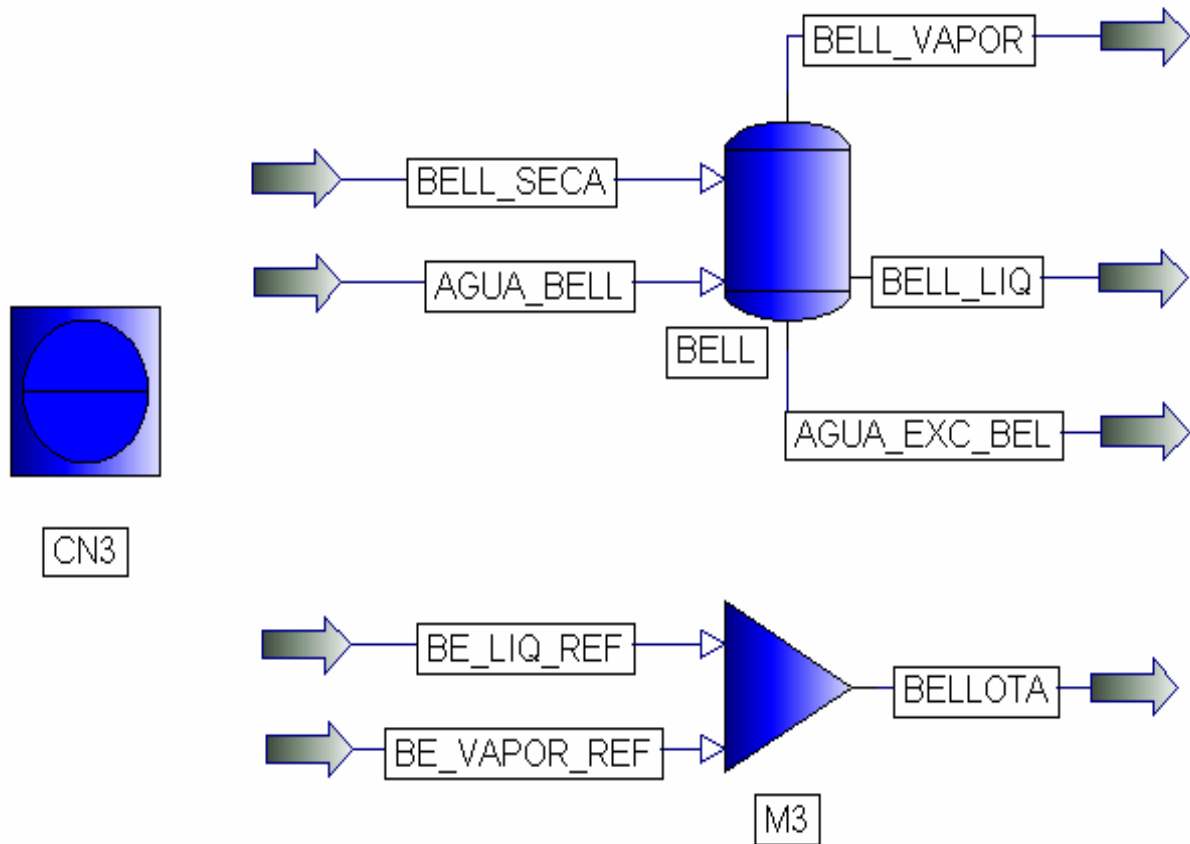 BELL_VAPOR
BELL_SECA
AGUA_BELL
BELL_LIQ
BELL
AGUA_EXC_BEL
CN3
BE_LIQ_REF
BELLOTA
BE_VAPOR_REF
M3